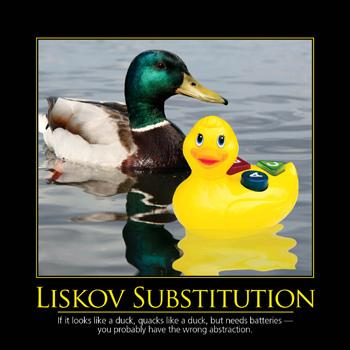 LISKOV SUBSTITUTION
If it looks like a duck, quacks like a duck, but needs batteries —
you probably have the wrong abstraction.